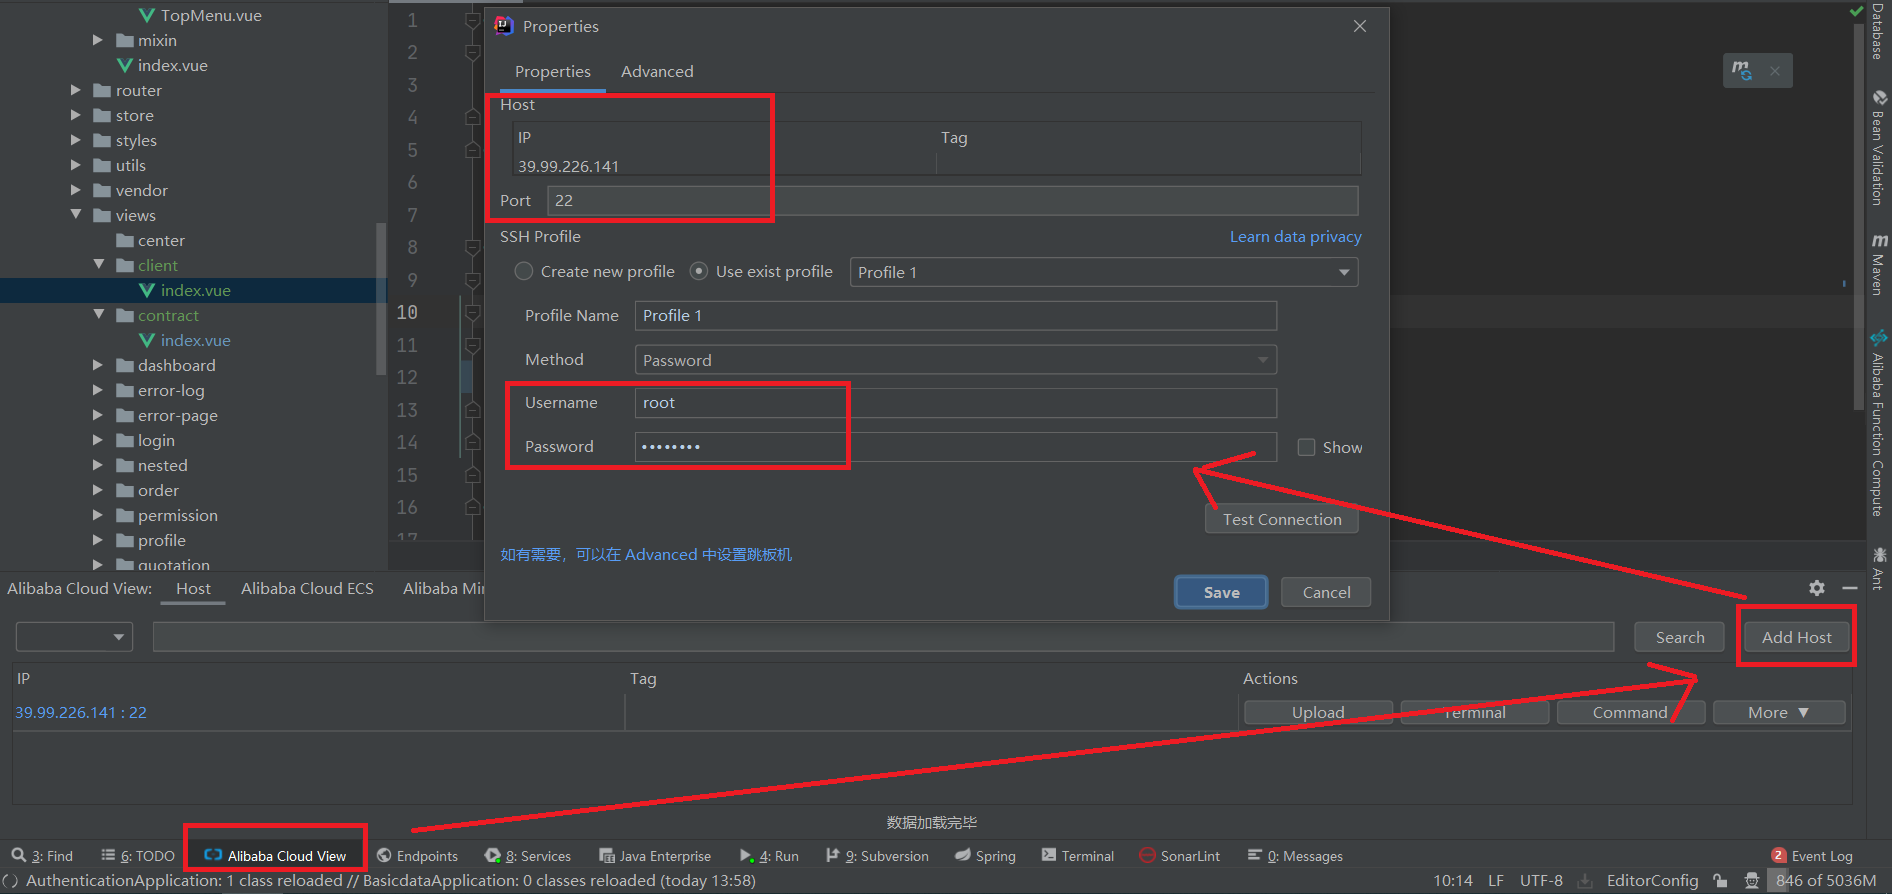 TopMenu.vue
mixin
index.vue
router
store
styles
utils
vendor
views
center
client
index.vue
contract
index.vue
dashboard
error-log
error-page
login
nested
order
permission
profile
quotation
1
2
3
4
5
6
7
8
9
10
11
12
13
14
15
16
17
Properties
Properties Advanced
Host
IP Tag
39.99.226.141
Port 22
SSH Profile Learn data privacy
Create new profile Use exist profile Profile 1
Profile Name Profile 1
Method Password
Username root
Password •••••••• Show
Test Connection
如有需要，可以在 Advanced 中设置跳板机
Save Cancel
Database
Bean Validation
Maven
Alibaba Function Compute
Ant
Alibaba Cloud View: Host Alibaba Cloud ECS Alibaba
Search Add Host
IP Tag Actions
39.99.226.141 : 22 Upload Terminal Command More
数据加载完毕
3: Find 6: TODO Alibaba Cloud View Endpoints 8: Services Java Enterprise 4: Run 9: Subversion Spring Terminal SonarLint 0: Messages 2 Event Log
AuthenticationApplication: 1 class reloaded // BasicdataApplication: 0 classes reloaded (today 13:58) 10:14 LF UTF-8 EditorConfig 846 of 5036M